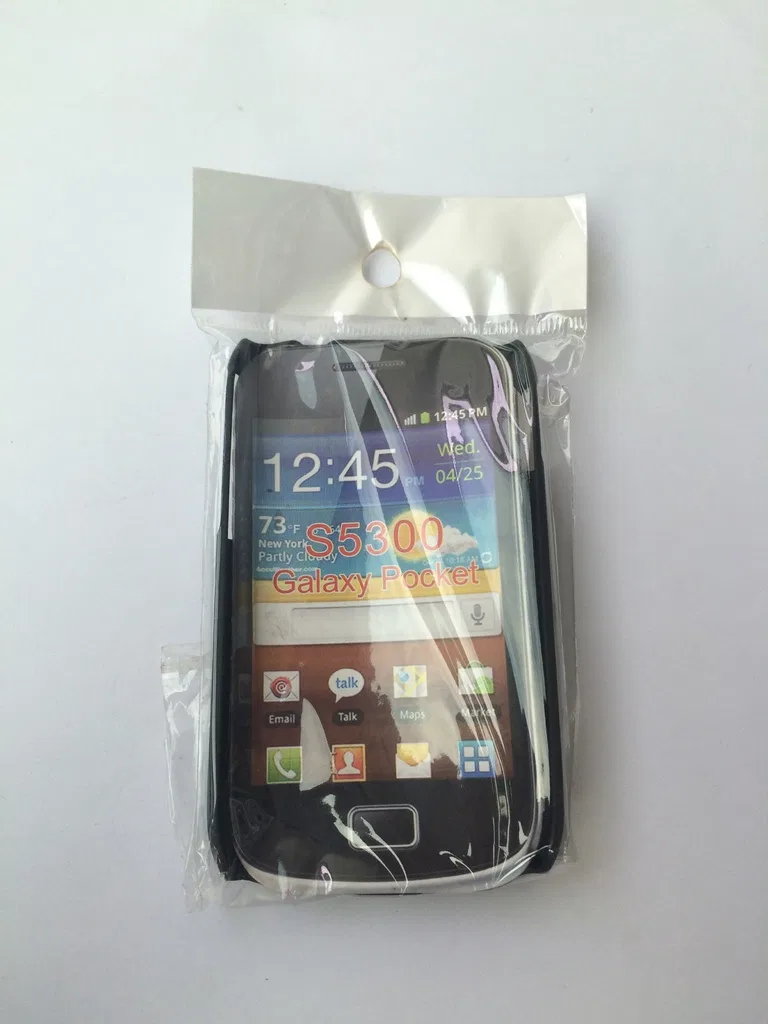 12:45 PM
12:45 PM
Wed.
04/25
73°F
New York
Partly Cloudy
S5300
Galaxy Pocket
Email
talk
Talk
Maps
Market